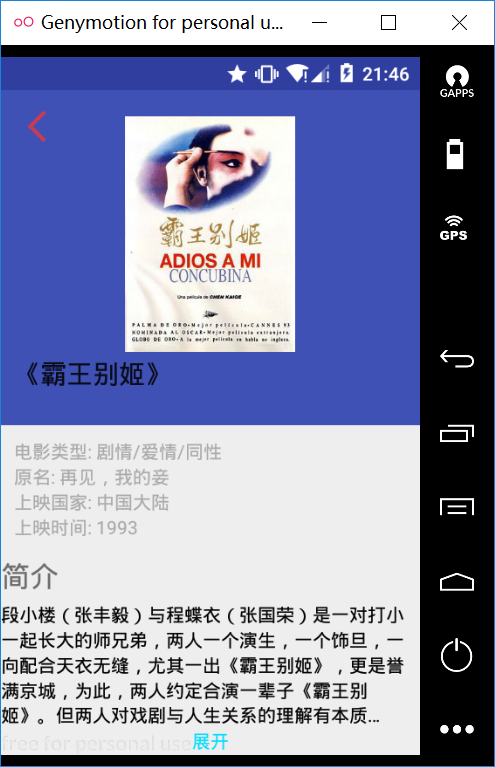 Genymotion for personal u...
21:46
GAPPS
GPS
霸王别姬
ADIOS A MI
CONCUBINA
Una película de CHEN KAIGE
PALMA DE ORO-Mejor película-CANNES 93
NOMINADA AL OSCAR-Mejor película extranjera.
GLOBO DE ORO-A la mejor película en habla no inglesa.
《霸王别姬》
电影类型: 剧情/爱情/同性
原名: 再见，我的妾
上映国家: 中国大陆
上映时间: 1993
简介
段小楼（张丰毅）与程蝶衣（张国荣）是一对打小
一起长大的师兄弟，两人一个演生，一个饰旦，一
向配合天衣无缝，尤其一出《霸王别姬》，更是誉
满京城，为此，两人约定合演一辈子《霸王别
姬》。但两人对戏剧与人生关系的理解有本质...
free for personal use
展开